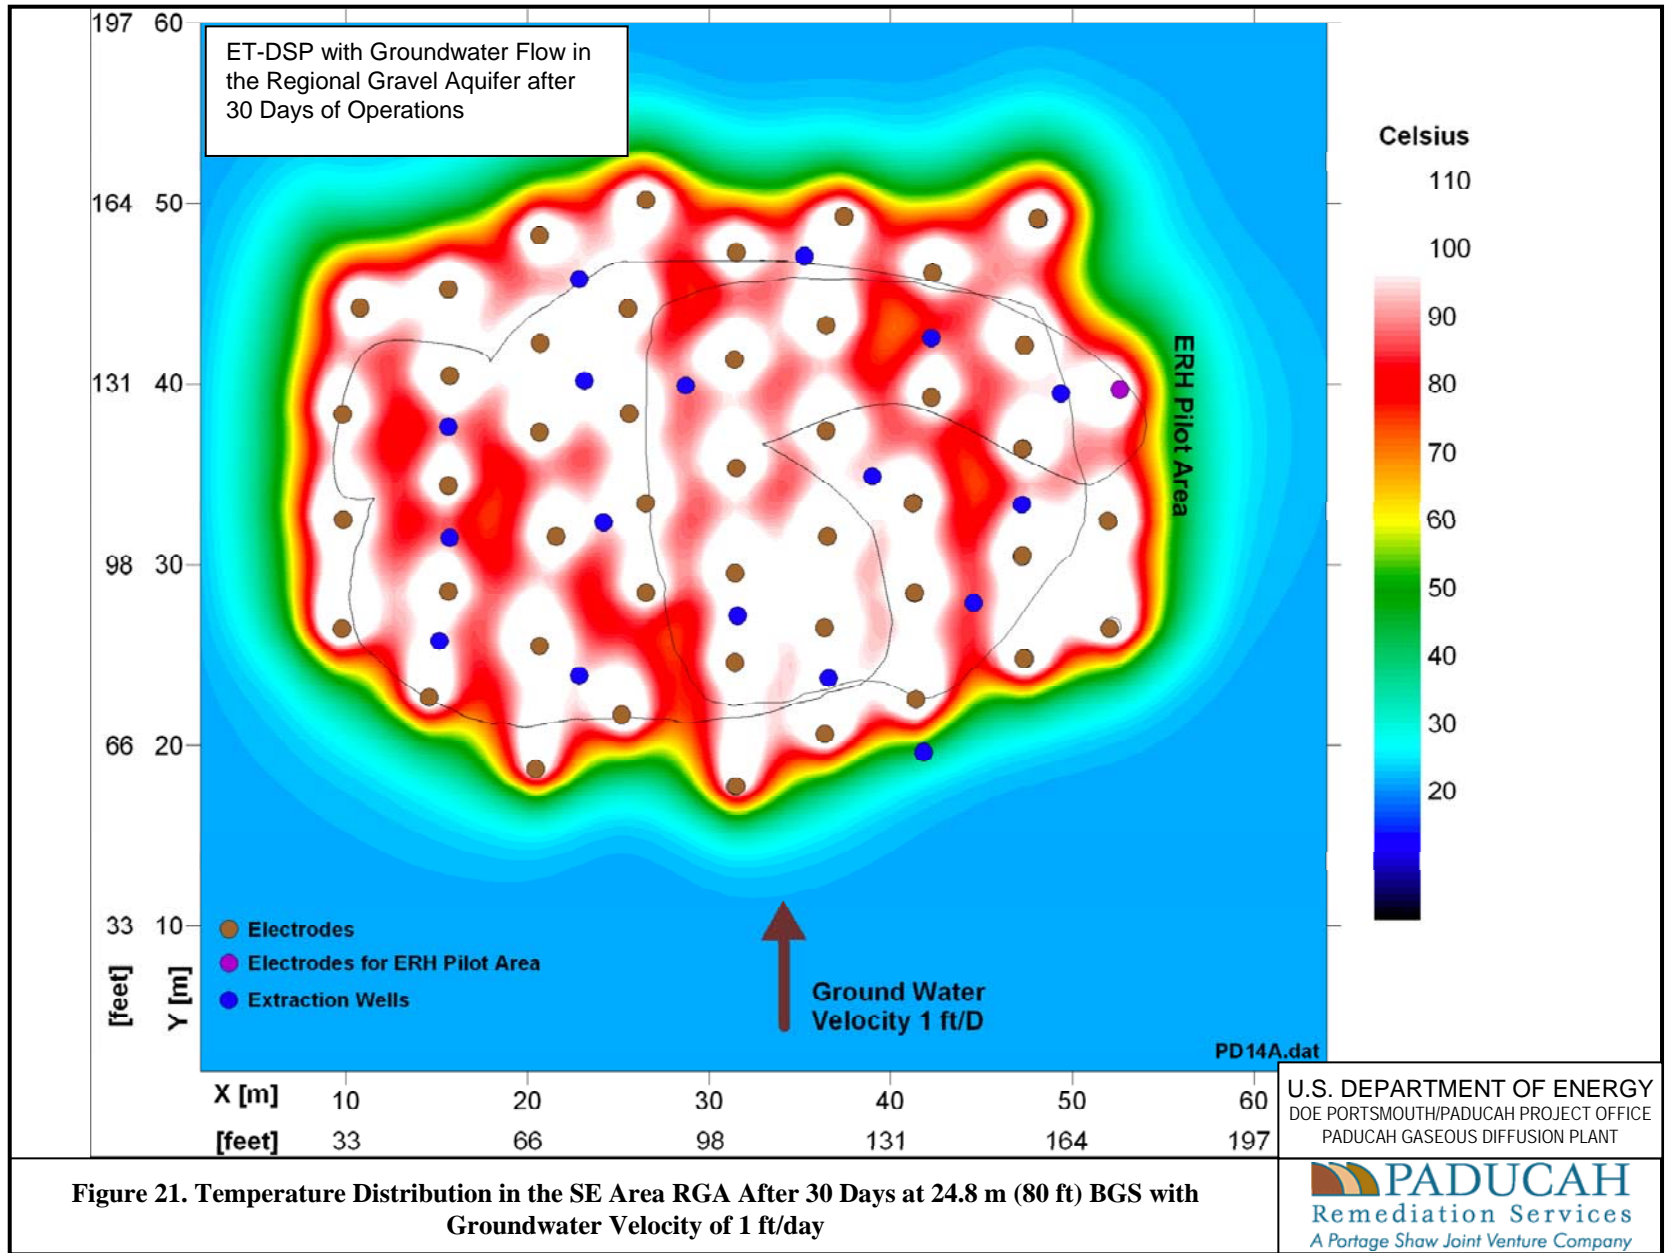 ET-DSP with Groundwater Flow in
the Regional Gravel Aquifer after
30 Days of Operations
197 60
164 50
131 40
98 30
66 20
33 10
[feet]
Y [m]
Celsius
110
100
90
80
70
60
50
40
30
20
ERH Pilot Area
Electrodes
Electrodes for ERH Pilot Area
Extraction Wells
Ground Water
Velocity 1 ft/D
PD14A.dat
X [m] 10 20 30 40 50 60
[feet] 33 66 98 131 164 197
U.S. DEPARTMENT OF ENERGY
DOE PORTSMOUTH/PADUCAH PROJECT OFFICE
PADUCAH GASEOUS DIFFUSION PLANT
Figure 21. Temperature Distribution in the SE Area RGA After 30 Days at 24.8 m (80 ft) BGS with
Groundwater Velocity of 1 ft/day
PADUCAH
Remediation Services
A Portage Shaw Joint Venture Company